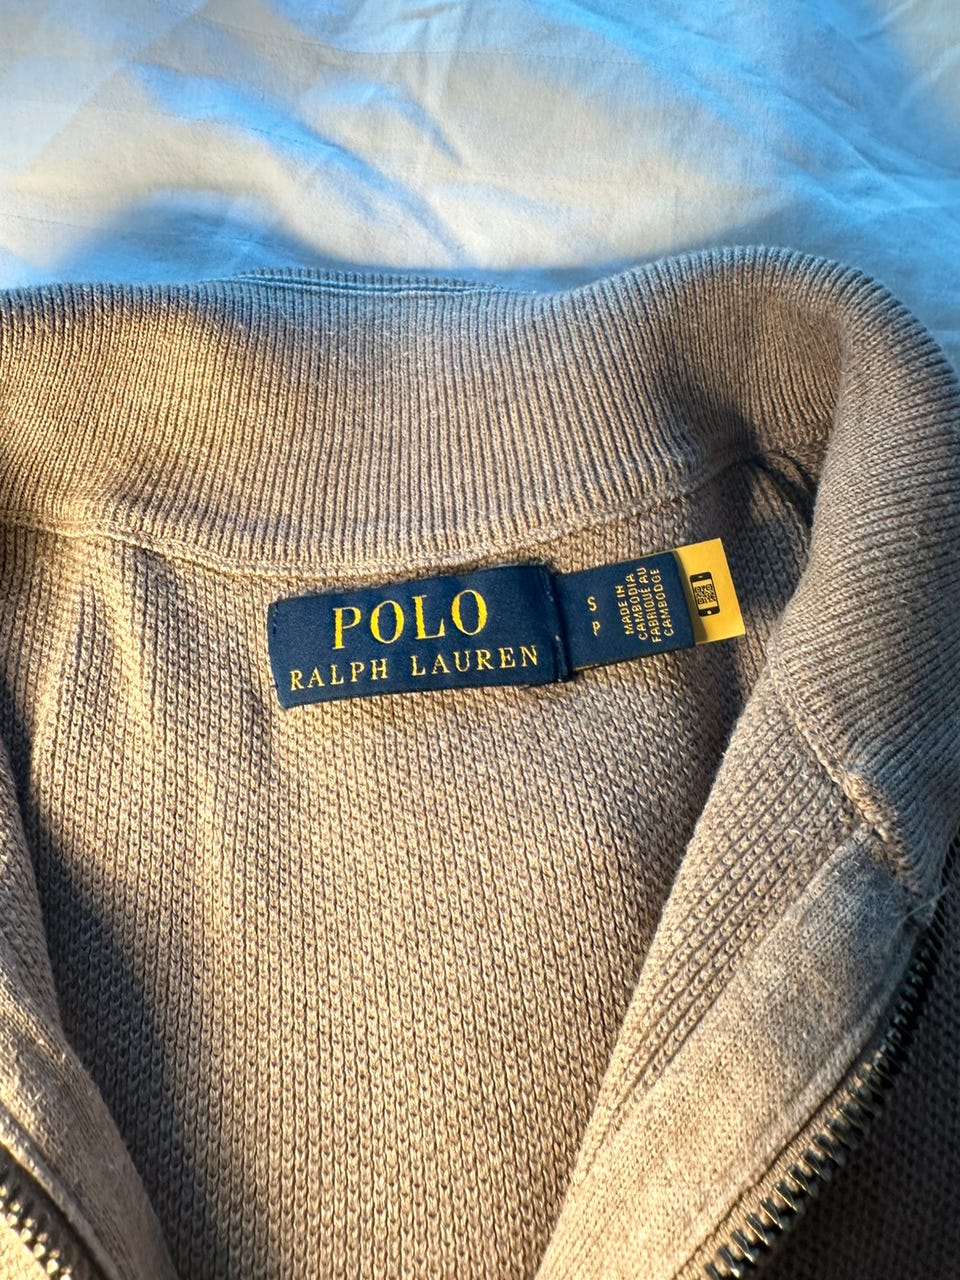 POLO
RALPH LAUREN
S
P
MADE IN
CAMBODIA
FABRIQUÉ AU
CAMBODGE